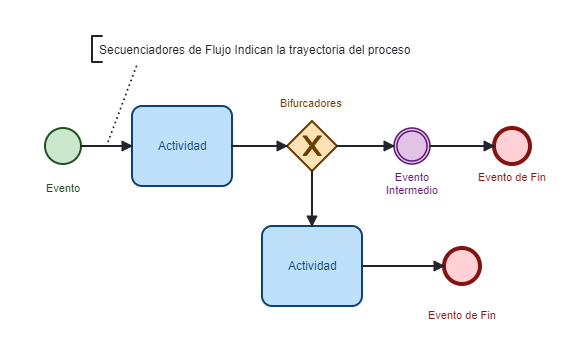 Secuenciadores de Flujo Indican la trayectoria del proceso
Bifurcadores
Actividad
X
Evento
Evento
Intermedio
Evento de Fin
Actividad
Evento de Fin